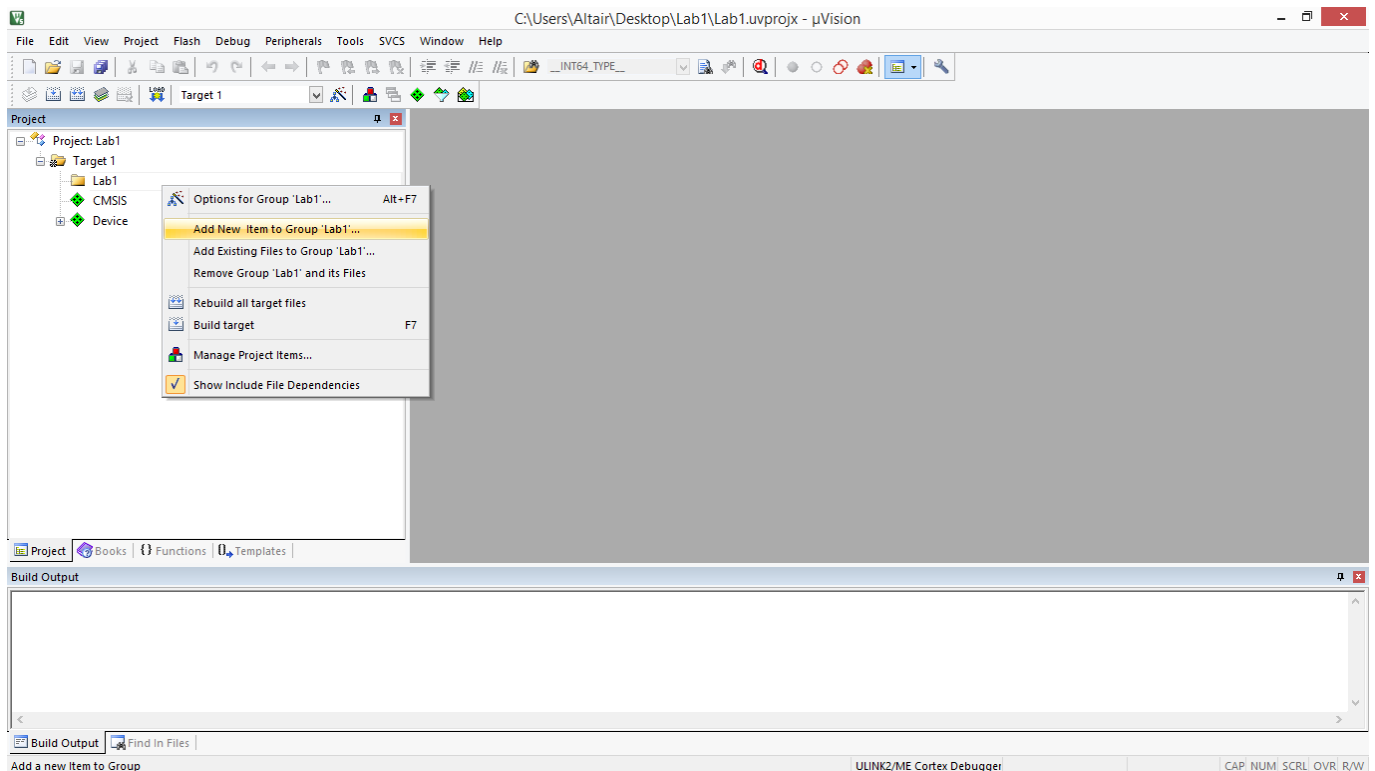 C:\Users\Altair\Desktop\Lab1\Lab1.uvprojx - µVision
File Edit View Project Flash Debug Peripherals Tools SVCS Window Help
__INT64_TYPE__
LOAD Target 1
Project
Project: Lab1
Target 1
Lab1
CMSIS
Device
Options for Group 'Lab1'... Alt+F7
Add New Item to Group 'Lab1'...
Add Existing Files to Group 'Lab1'...
Remove Group 'Lab1' and its Files
Rebuild all target files
Build target F7
Manage Project Items...
Show Include File Dependencies
Project Books {} Functions Templates
Build Output
Build Output Find In Files
Add a new Item to Group ULINK2/ME Cortex Debugger CAP NUM SCRL OVR R/W